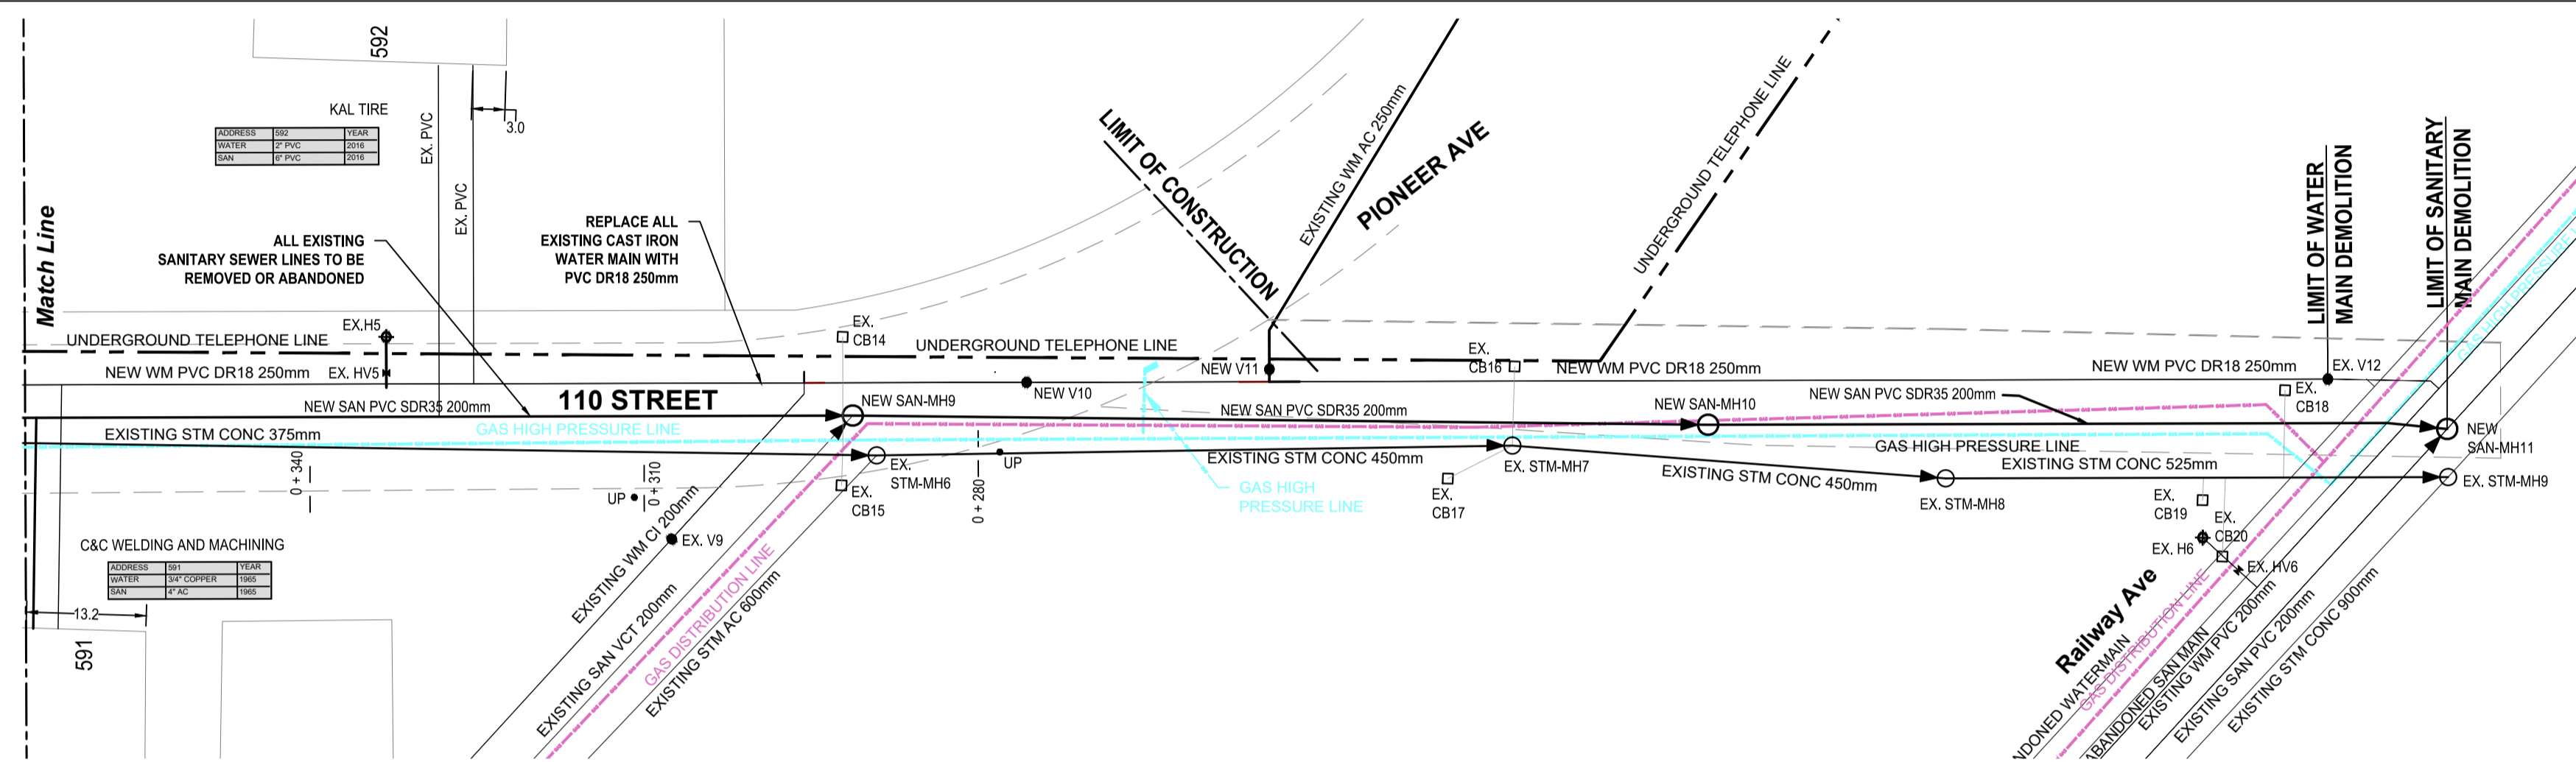 592
KAL TIRE
ADDRESS 592 YEAR
WATER 2" PVC 2016
SAN 6" PVC 2016
EX. PVC
EX. PVC
3.0
Match Line
ALL EXISTING
SANITARY SEWER LINES TO BE
REMOVED OR ABANDONED
REPLACE ALL
EXISTING CAST IRON
WATER MAIN WITH
PVC DR18 250mm
LIMIT OF CONSTRUCTION
EXISTING WM AC 250mm
PIONEER AVE
UNDERGROUND TELEPHONE LINE
LIMIT OF WATER
MAIN DEMOLITION
LIMIT OF SANITARY
MAIN DEMOLITION
GAS HIGH PRESSURE
EX.H5
UNDERGROUND TELEPHONE LINE
EX.
CB14
UNDERGROUND TELEPHONE LINE
EX.
CB16
NEW WM PVC DR18 250mm
EX. HV5
NEW V11
NEW WM PVC DR18 250mm
NEW WM PVC DR18 250mm
EX. V12
NEW V10
NEW SAN PVC SDR35 200mm
110 STREET
NEW SAN-MH9
NEW SAN PVC SDR35 200mm
NEW SAN-MH10
NEW SAN PVC SDR35 200mm
EX.
CB18
EXISTING STM CONC 375mm
GAS HIGH PRESSURE LINE
NEW
SAN-MH11
GAS HIGH PRESSURE LINE
EX.
STM-MH6
UP
EXISTING STM CONC 450mm
EX. STM-MH7
EXISTING STM CONC 450mm
EXISTING STM CONC 525mm
EX. STM-MH9
0 + 340
UP
0 + 310
EX.
CB15
0 + 280
GAS HIGH
PRESSURE LINE
EX.
CB17
EX. STM-MH8
EX.
CB19
EX.
CB20
EX. H6
EX. HV6
EX. V9
C&C WELDING AND MACHINING
ADDRESS 591 YEAR
WATER 3/4" COPPER 1965
SAN 4" AC 1965
13.2
591
EXISTING WM CI 200mm
EXISTING SAN VCT 200mm
GAS DISTRIBUTION LINE
EXISTING STM AC 600mm
Railway Ave
NDONED WATERMAIN
GAS DISTRIBUTION LINE
ABANDONED SAN MAIN
EXISTING WM PVC 200mm
EXISTING SAN PVC 200mm
EXISTING STM CONC 900mm